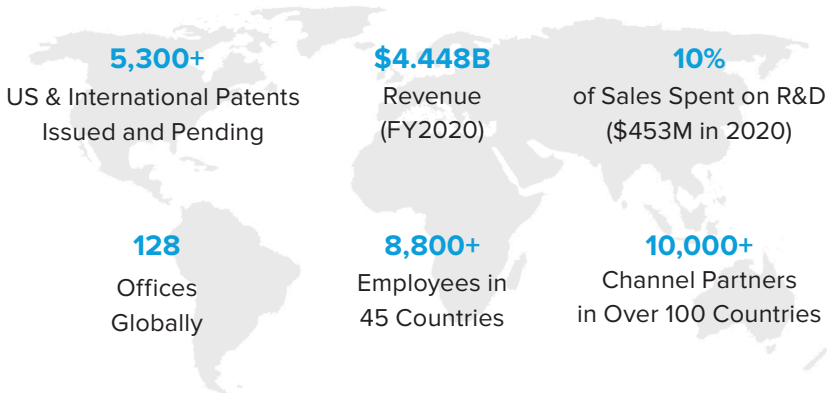 5,300+
US & International Patents
Issued and Pending
$4.448B
Revenue
(FY2020)
10%
of Sales Spent on R&D
($453M in 2020)
128
Offices
Globally
8,800+
Employees in
45 Countries
10,000+
Channel Partners
in Over 100 Countries